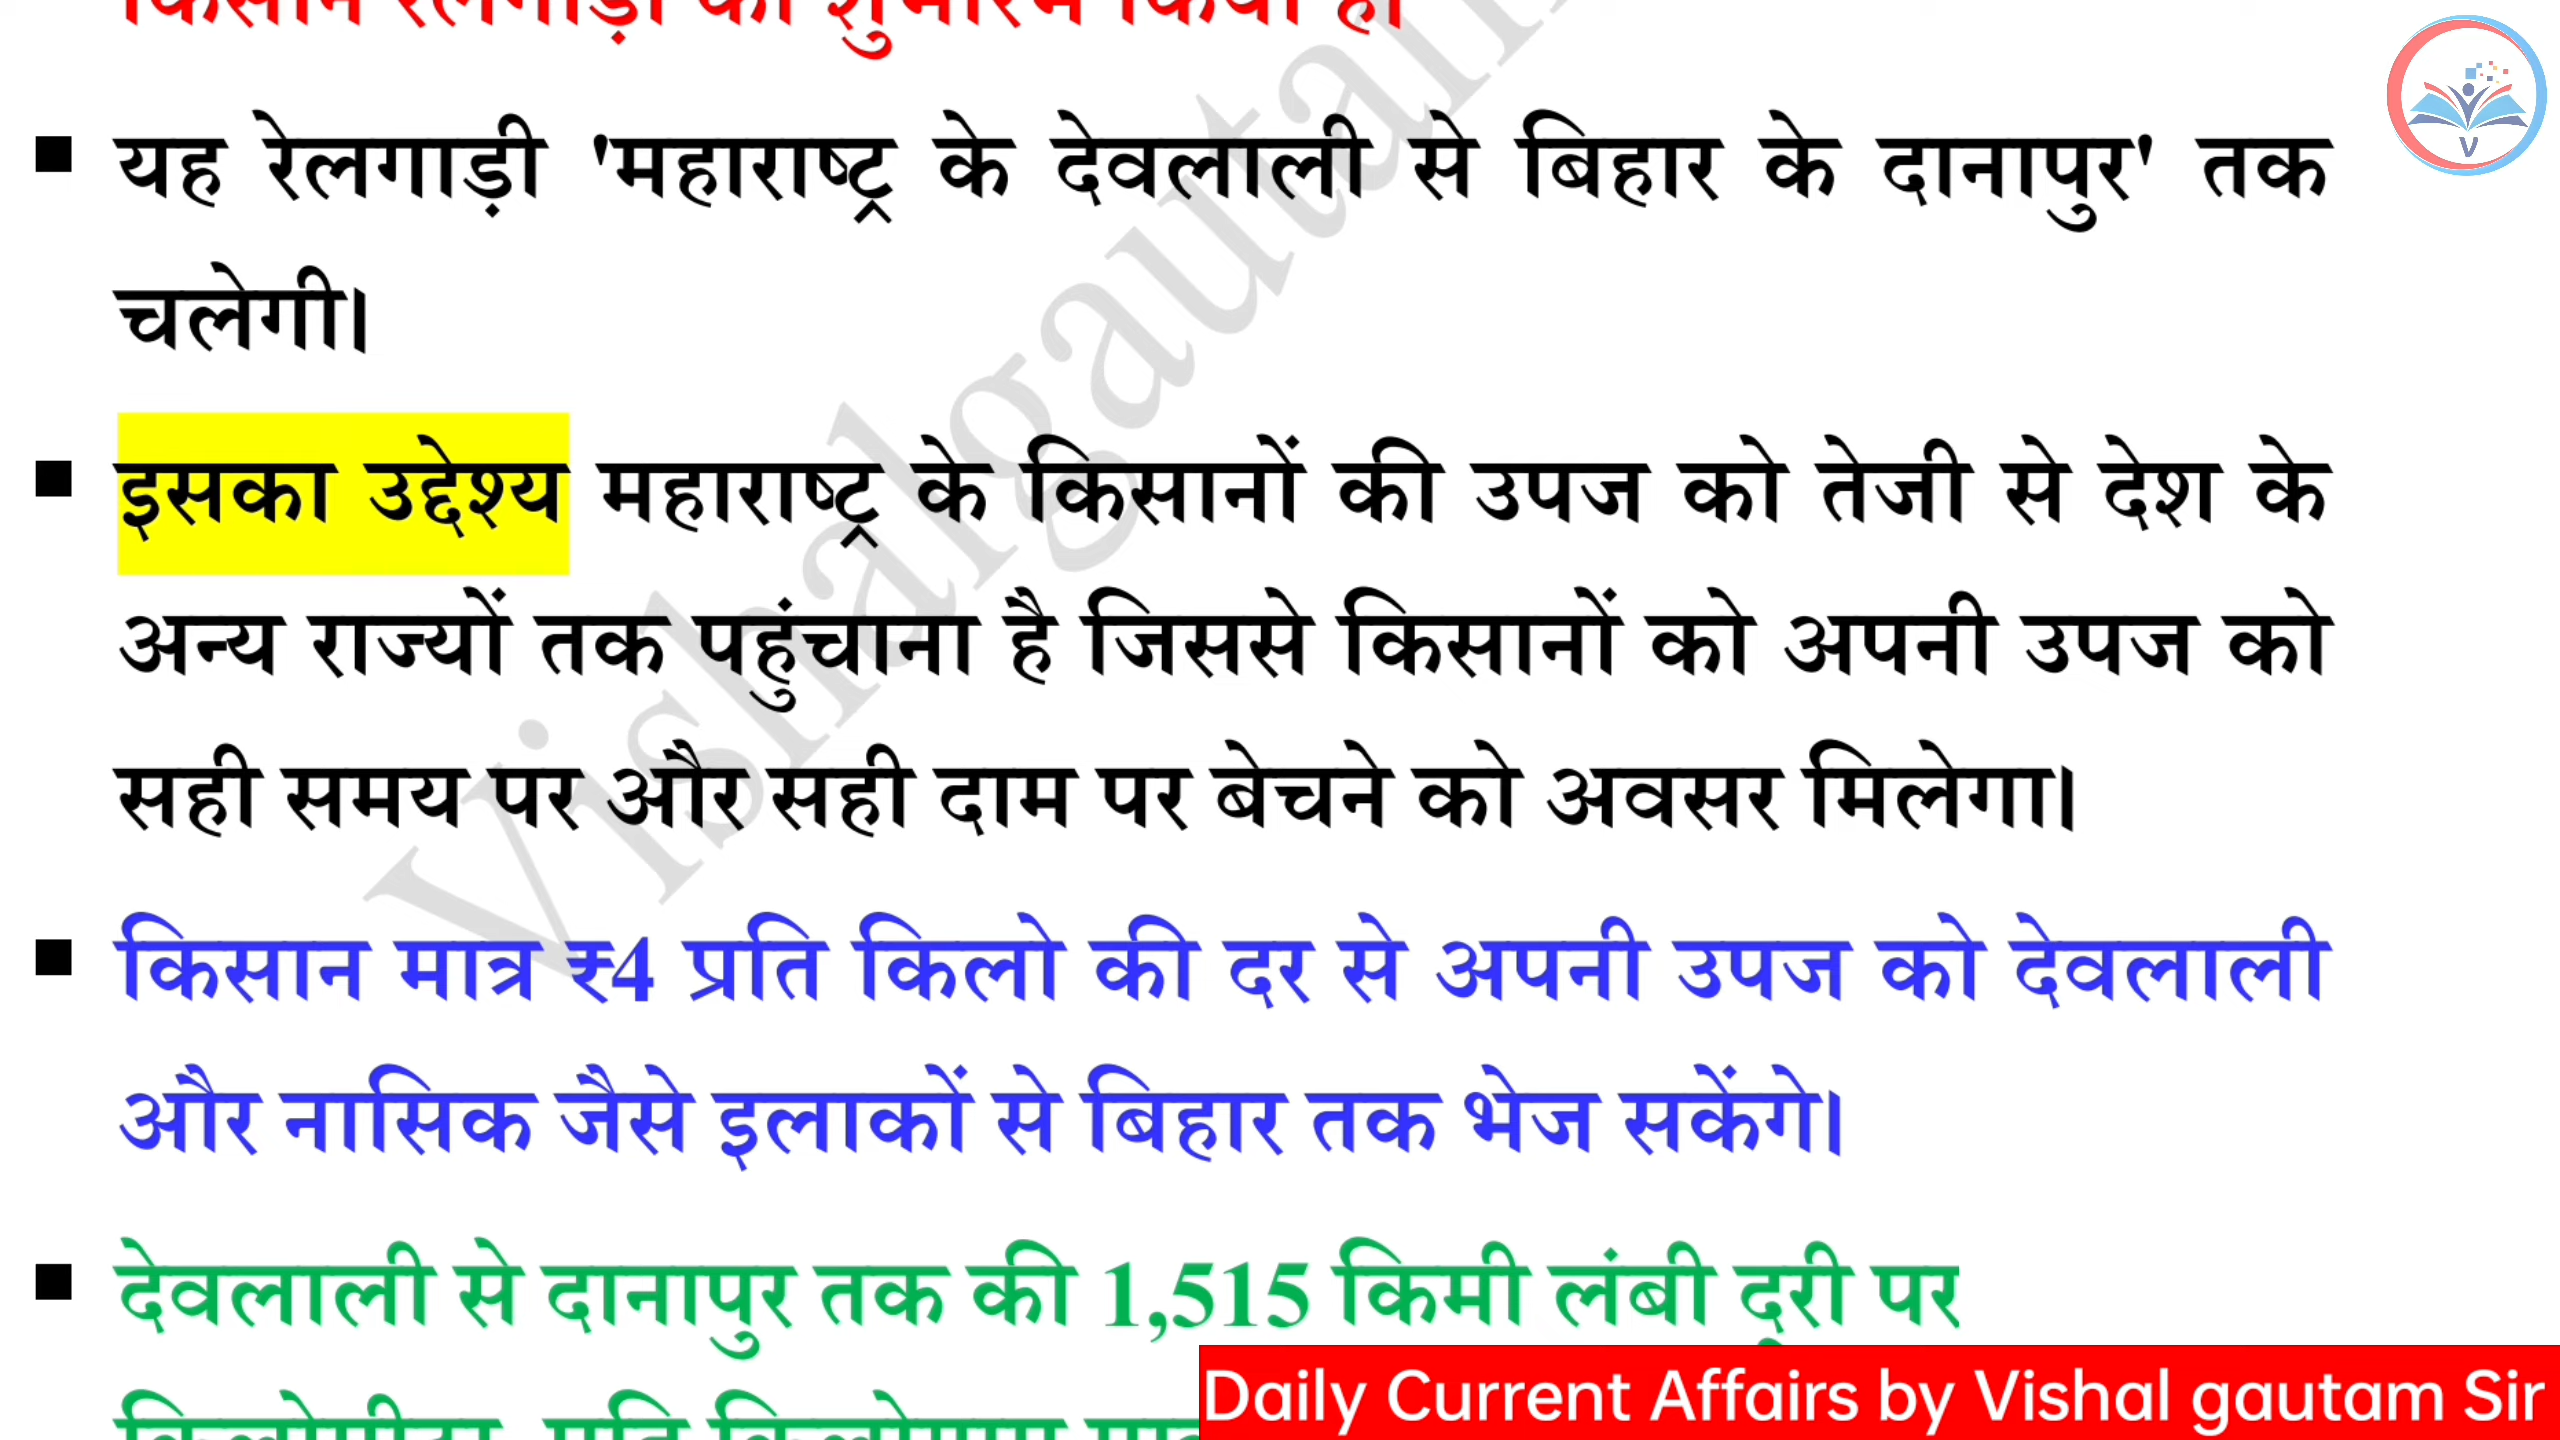 शुभारंभ किया है।
यह रेलगाड़ी 'महाराष्ट्र के देवलाली से बिहार के दानापुर' तक
चलेगी।
इसका उद्देश्य महाराष्ट्र के किसानों की उपज को तेजी से देश के
अन्य राज्यों तक पहुंचाना है जिससे किसानों को अपनी उपज को
सही समय पर और सही दाम पर बेचने को अवसर मिलेगा।
किसान मात्र ₹4 प्रति किलो की दर से अपनी उपज को देवलाली
और नासिक जैसे इलाकों से बिहार तक भेज सकेंगे।
देवलाली से दानापुर तक की 1,515 किमी लंबी दूरी पर
Daily Current Affairs by Vishal gautam Sir
Vishalgautam
V